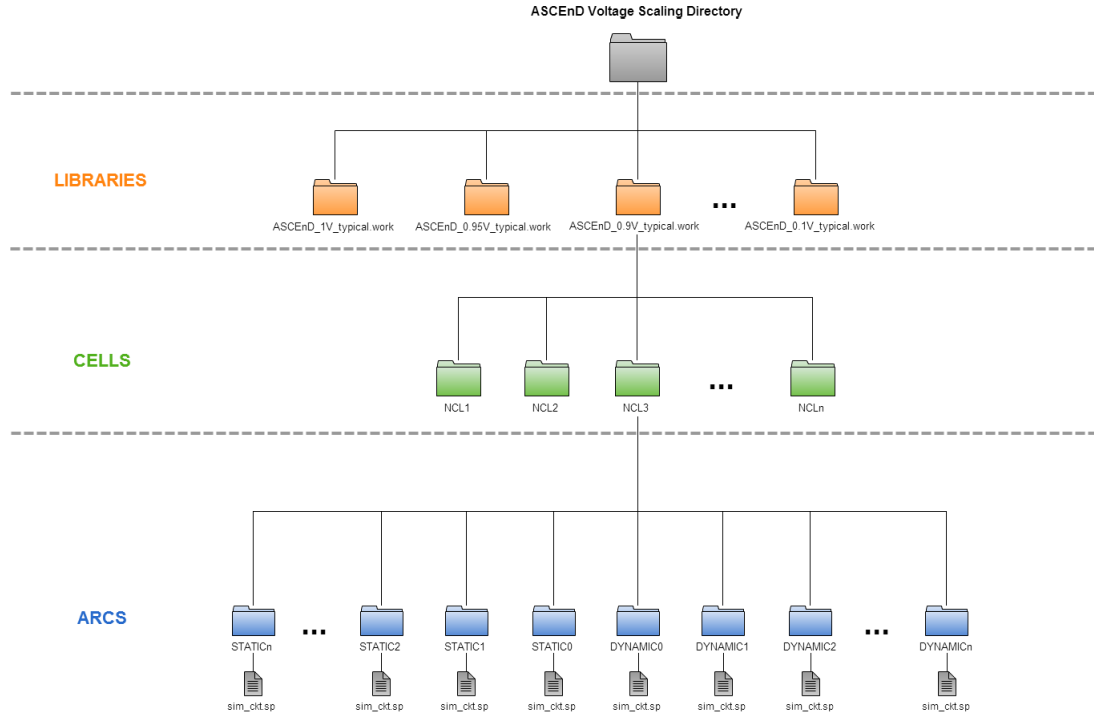 ASCEnD Voltage Scaling Directory
LIBRARIES
...
ASCEnD_1V_typical.work ASCEnD_0.95V_typical.work ASCEnD_0.9V_typical.work ASCEnD_0.1V_typical.work
CELLS
...
NCL1 NCL2 NCL3 NCLn
ARCS
... ...
STATICn STATIC2 STATIC1 STATIC0 DYNAMIC0 DYNAMIC1 DYNAMIC2 DYNAMICn
sim_ckt.sp sim_ckt.sp sim_ckt.sp sim_ckt.sp sim_ckt.sp sim_ckt.sp sim_ckt.sp sim_ckt.sp